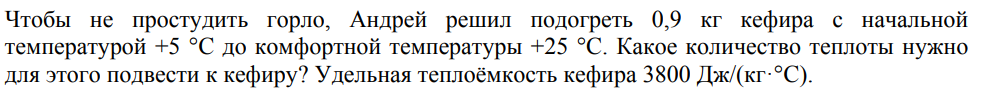 Чтобы не простудить горло, Андрей решил подогреть 0,9 кг кефира с начальной
температурой +5 °C до комфортной температуры +25 °C. Какое количество теплоты нужно
для этого подвести к кефиру? Удельная теплоёмкость кефира 3800 Дж/(кг·°C).